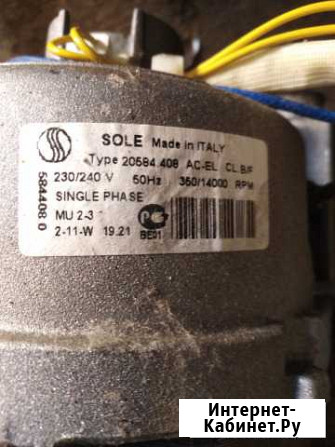 SOLE Made in ITALY
Type 20584.408 AC-EL CL.B/F
230/240 V 50Hz 350/14000 RPM
SINGLE PHASE
MU 2-3
2-11-W 19.21
BE01
584408 0
Интернет-
Кабинет.Ру